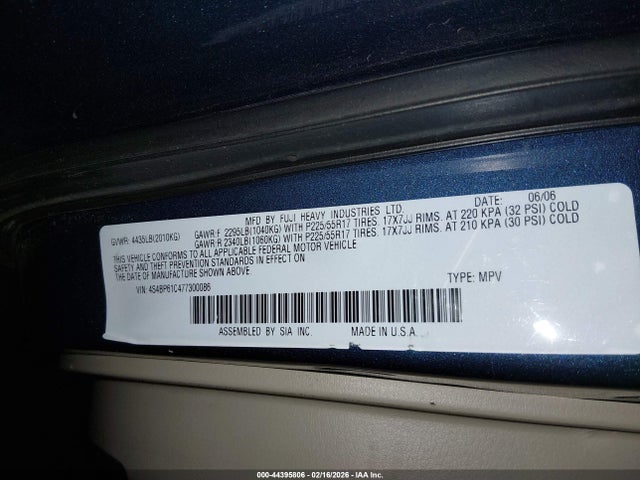 MFD. BY FUJI HEAVY INDUSTRIES LTD. DATE: 06/06
GVWR: 4435LB(2010KG) GAWR:F 2295LB(1040KG) WITH P225/55R17 TIRES. 17X7JJ RIMS. AT 220 KPA (32 PSI) COLD
GAWR:R 2340LB(1060KG) WITH P225/55R17 TIRES. 17X7JJ RIMS. AT 210 KPA (30 PSI) COLD
THIS VEHICLE CONFORMS TO ALL APPLICABLE FEDERAL MOTOR VEHICLE
SAFETY AND THEFT PREVENTION STANDARDS IN EFFECT ON
THE DATE OF MANUFACTURE SHOWN ABOVE.
VIN: 4S4BP61C477300086 TYPE: MPV
ASSEMBLED BY SIA INC. MADE IN U.S.A.
000-44395806 - 02/16/2026 - IAA Inc.